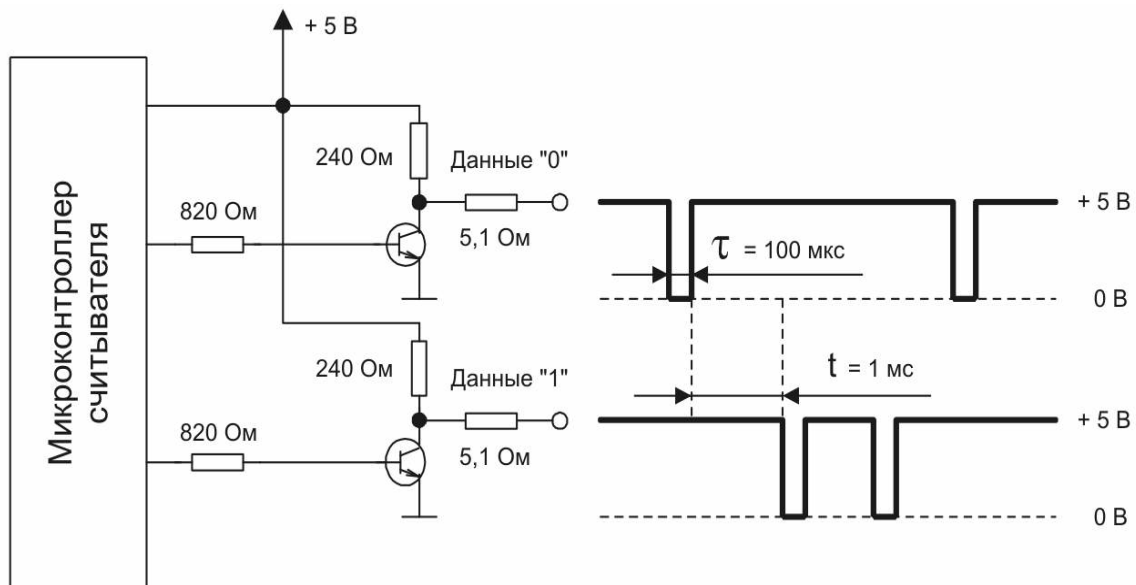 + 5 В
Микроконтроллер
считывателя
240 Ом
Данные "0"
820 Ом
5,1 Ом
+ 5 В
τ = 100 мкс
0 В
240 Ом
Данные "1"
t = 1 мс
820 Ом
5,1 Ом
+ 5 В
0 В